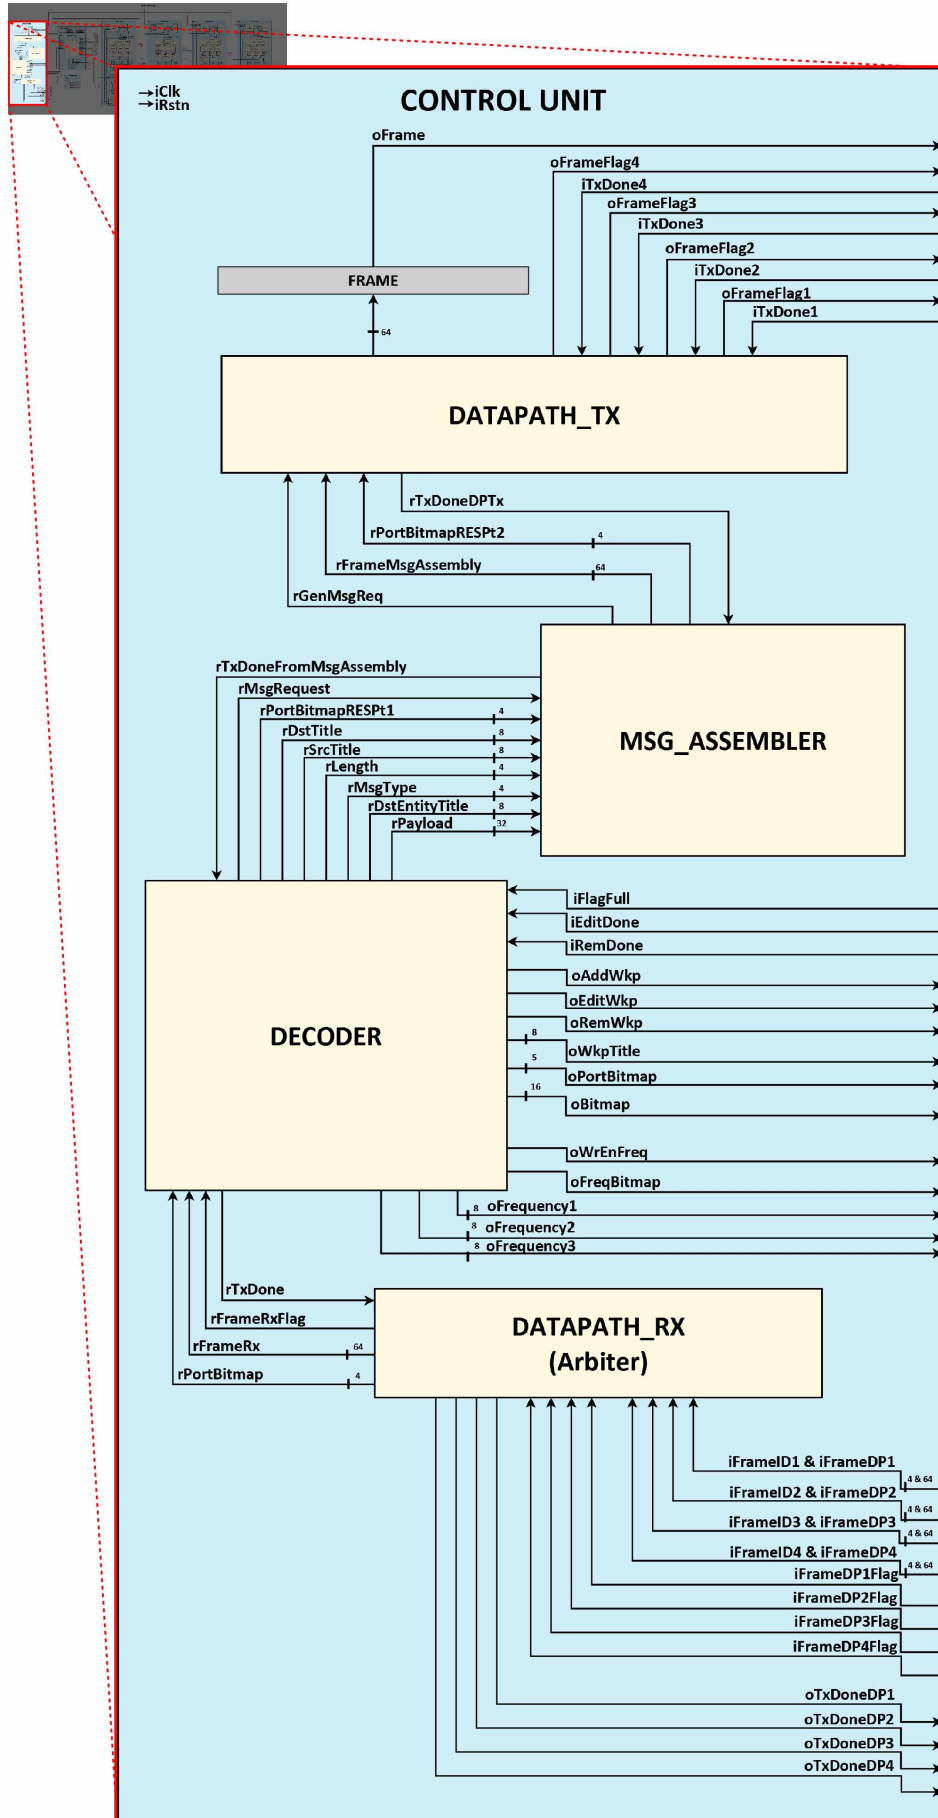 →iClk
→iRstn
CONTROL UNIT
oFrame
oFrameFlag4
iTxDone4
oFrameFlag3
iTxDone3
oFrameFlag2
iTxDone2
oFrameFlag1
iTxDone1
FRAME
64
DATAPATH_TX
rTxDoneDPTx
rPortBitmapRESPt2
4
rFrameMsgAssembly
64
rGenMsgReq
rTxDoneFromMsgAssembly
rMsgRequest
rPortBitmapRESPt1
4
rDstTitle
8
rSrcTitle
8
rLength
4
rMsgType
4
rDstEntityTitle
8
rPayload
32
MSG_ASSEMBLER
iFlagFull
iEditDone
iRemDone
oAddWkp
oEditWkp
oRemWkp
8
oWkpTitle
5
oPortBitmap
16
oBitmap
DECODER
oWrEnFreq
oFreqBitmap
8 oFrequency1
8 oFrequency2
8 oFrequency3
rTxDone
rFrameRxFlag
rFrameRx
64
rPortBitmap
4
DATAPATH_RX
(Arbiter)
iFrameID1 & iFrameDP1
4 & 64
iFrameID2 & iFrameDP2
4 & 64
iFrameID3 & iFrameDP3
4 & 64
iFrameID4 & iFrameDP4
4 & 64
iFrameDP1Flag
iFrameDP2Flag
iFrameDP3Flag
iFrameDP4Flag
oTxDoneDP1
oTxDoneDP2
oTxDoneDP3
oTxDoneDP4